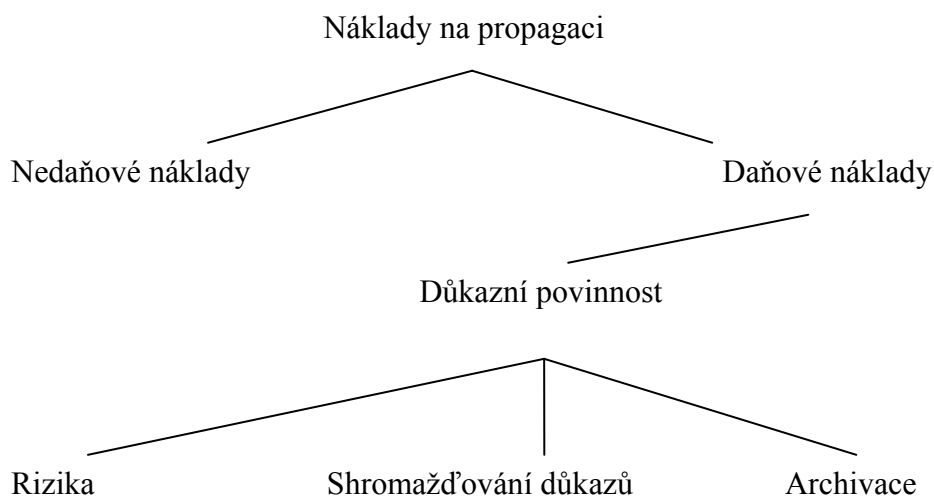 Náklady na propagaci
Nedaňové náklady Daňové náklady
Důkazní povinnost
Rizika Shromažďování důkazů Archivace